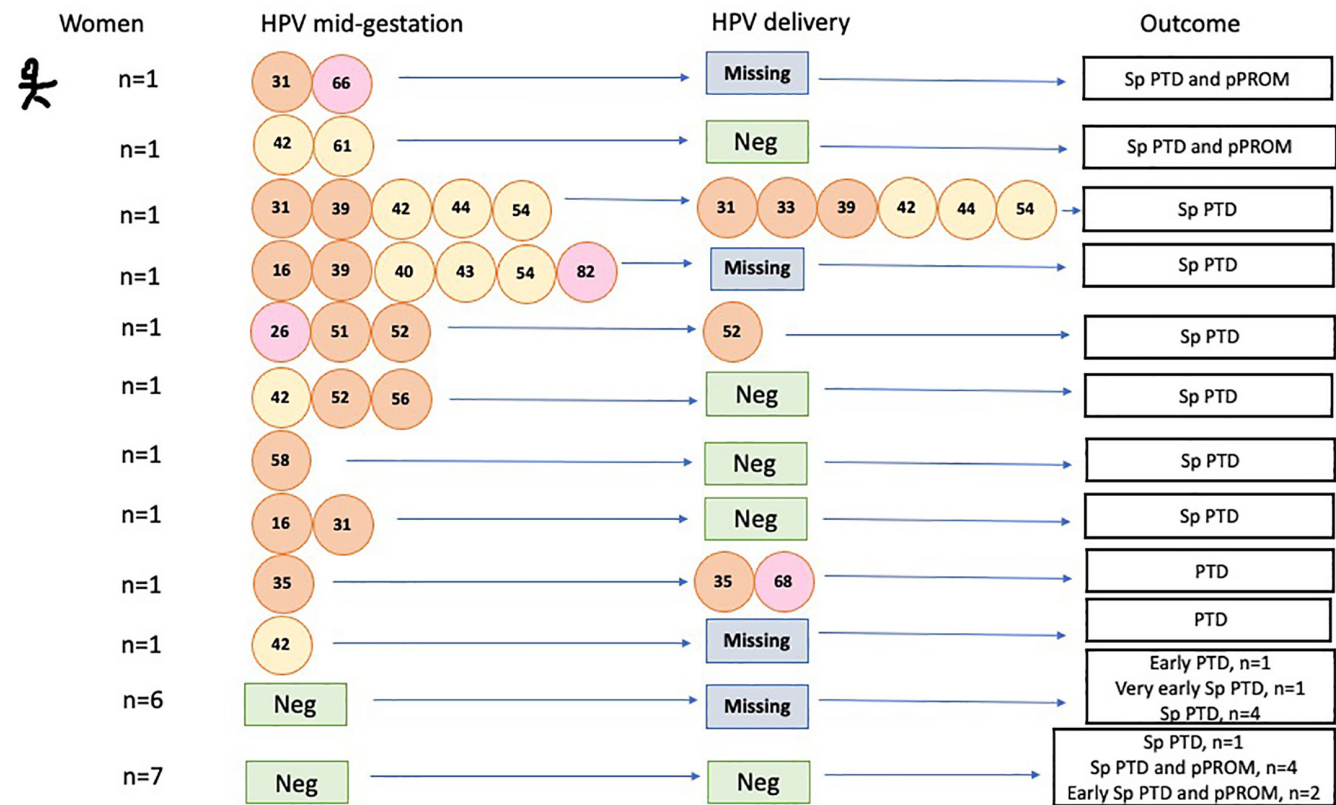 Women HPV mid-gestation HPV delivery Outcome
n=1 31 66 Missing Sp PTD and pPROM
n=1 42 61 Neg Sp PTD and pPROM
n=1 31 39 42 44 54 31 33 39 42 44 54 Sp PTD
n=1 16 39 40 43 54 82 Missing Sp PTD
n=1 26 51 52 52 Sp PTD
n=1 42 52 56 Neg Sp PTD
n=1 58 Neg Sp PTD
n=1 16 31 Neg Sp PTD
n=1 35 35 68 PTD
n=1 42 Missing PTD
n=6 Neg Missing Early PTD, n=1
Very early Sp PTD, n=1
Sp PTD, n=4
n=7 Neg Neg Sp PTD, n=1
Sp PTD and pPROM, n=4
Early Sp PTD and pPROM, n=2